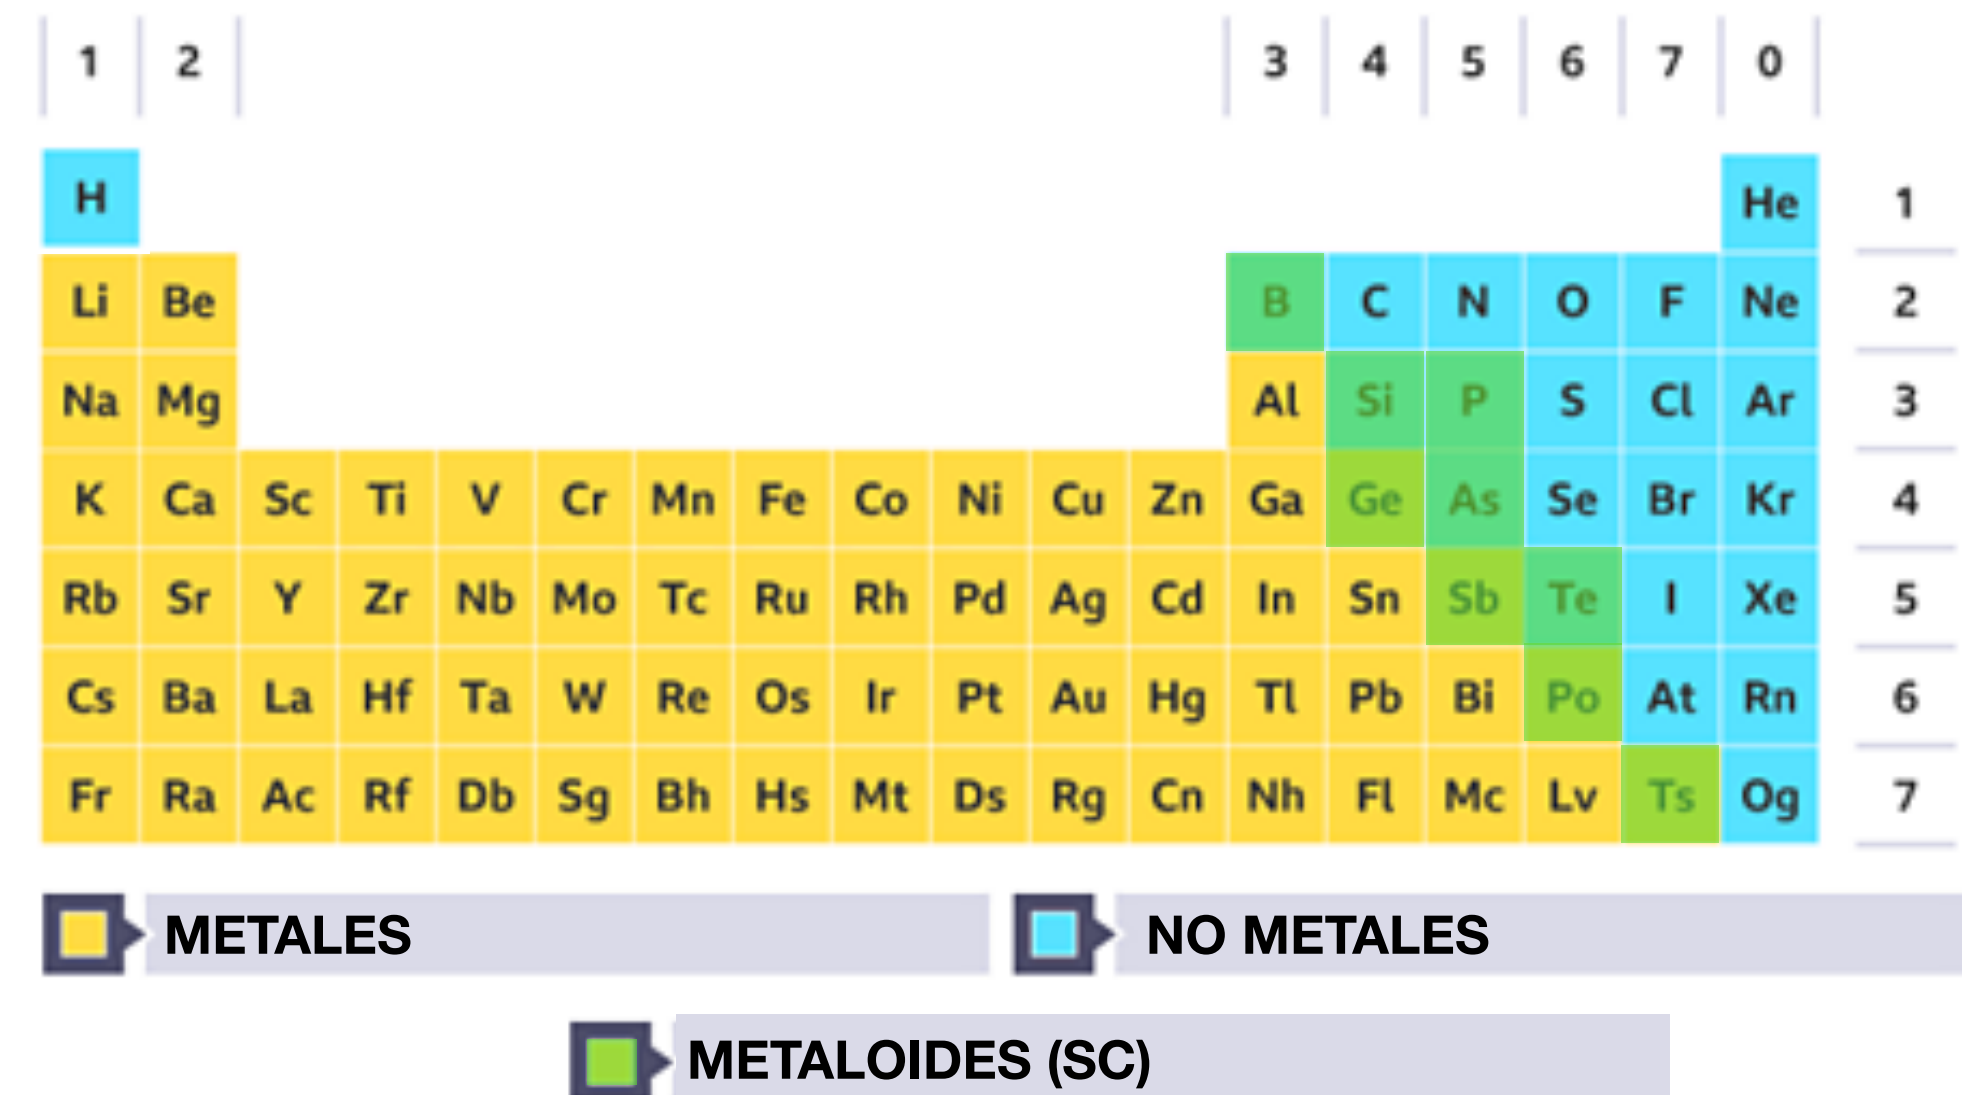 1 2 3 4 5 6 7 0
H He 1
Li Be B C N O F Ne 2
Na Mg Al Si P S Cl Ar 3
K Ca Sc Ti V Cr Mn Fe Co Ni Cu Zn Ga Ge As Se Br Kr 4
Rb Sr Y Zr Nb Mo Tc Ru Rh Pd Ag Cd In Sn Sb Te I Xe 5
Cs Ba La Hf Ta W Re Os Ir Pt Au Hg Tl Pb Bi Po At Rn 6
Fr Ra Ac Rf Db Sg Bh Hs Mt Ds Rg Cn Nh Fl Mc Lv Ts Og 7
METALES NO METALES
METALOIDES (SC)